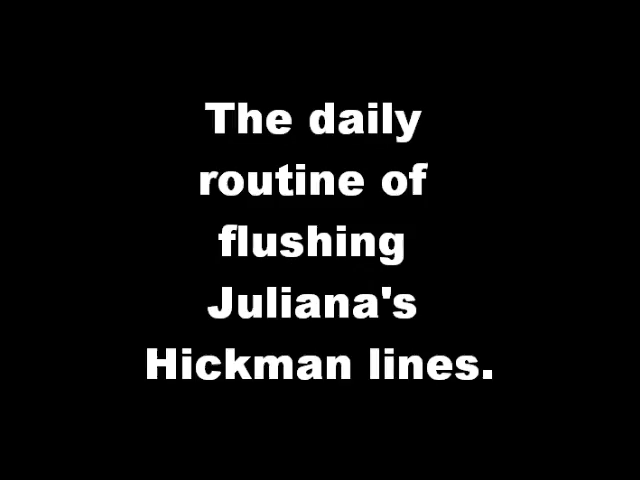 The daily
routine of
flushing
Juliana's
Hickman lines.